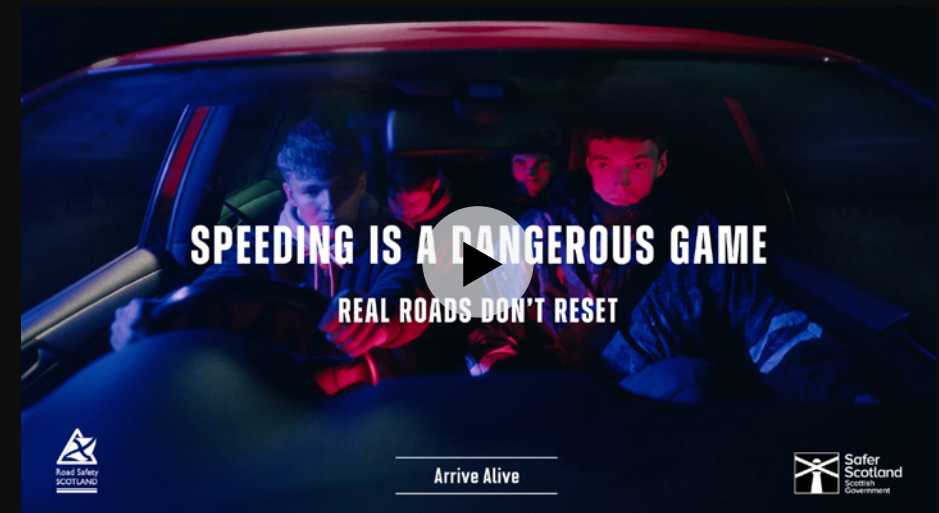 SPEEDING IS A DANGEROUS GAME
REAL ROADS DON'T RESET
Road Safety
SCOTLAND
Arrive Alive
Safer
Scotland
Scottish
Government